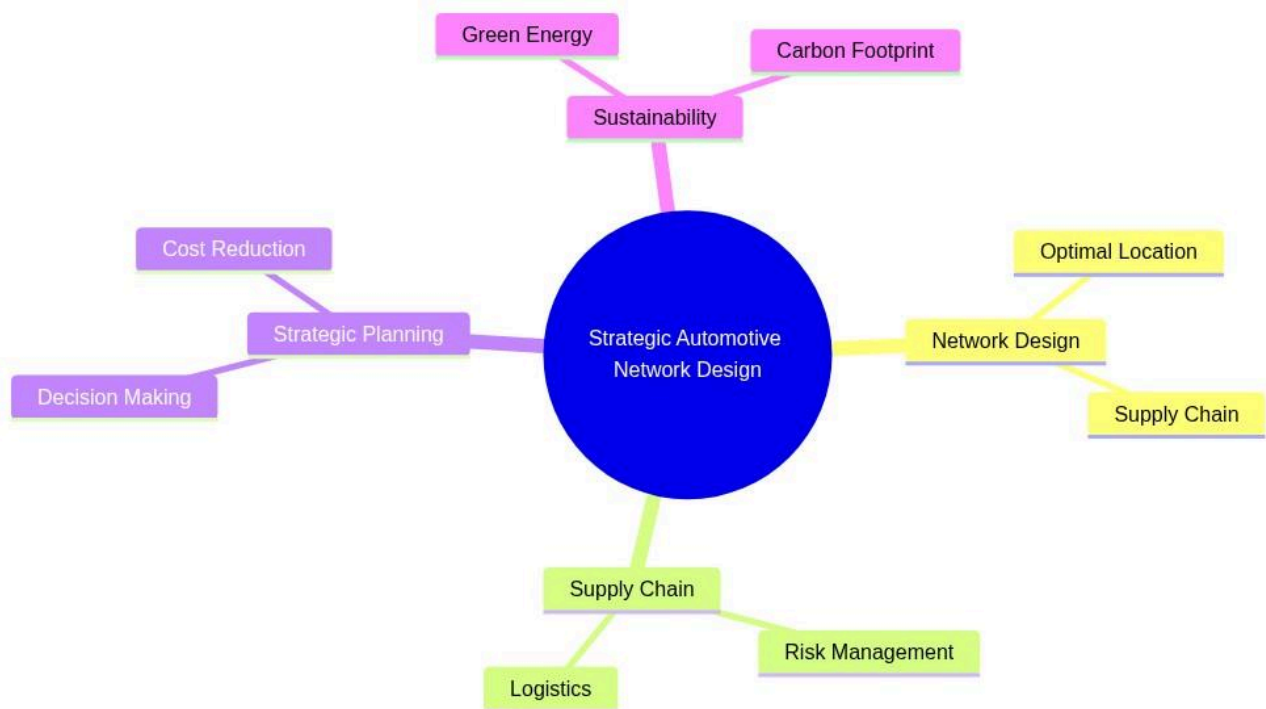 Green Energy
Carbon Footprint
Sustainability
Cost Reduction
Optimal Location
Strategic Planning
Strategic Automotive
Network Design
Network Design
Decision Making
Supply Chain
Supply Chain
Risk Management
Logistics